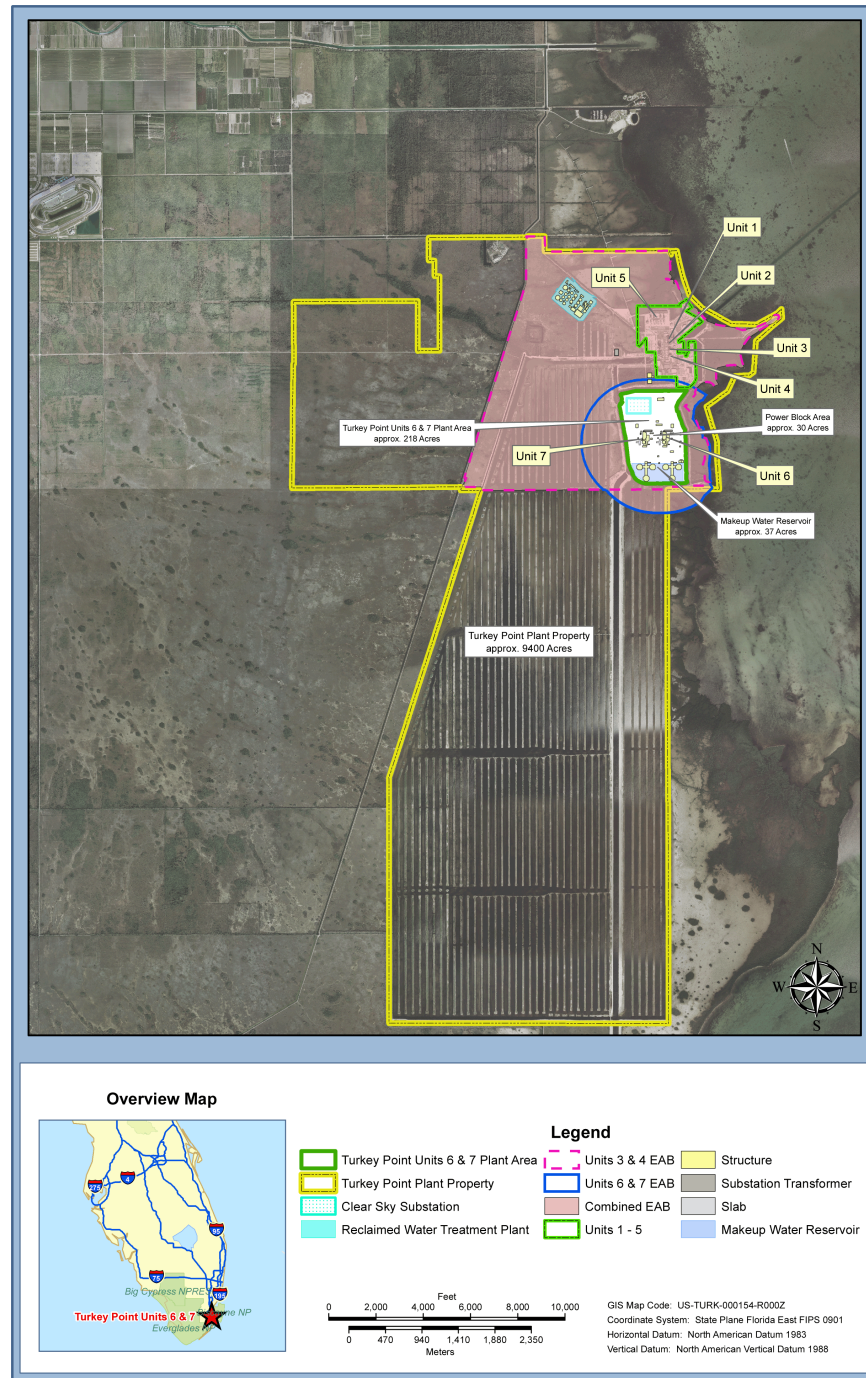 Unit 1
Unit 2
Unit 5
Unit 3
Unit 4
Turkey Point Units 6 & 7 Plant Area
approx. 218 Acres
Power Block Area
approx. 30 Acres
Unit 7
Unit 6
Makeup Water Reservoir
approx. 37 Acres
Turkey Point Plant Property
approx. 9400 Acres
N
W
E
S
Overview Map
4
275
95
75
195
Big Cypress NPRES
NP
Turkey Point Units 6 & 7
Everglades
Legend
Turkey Point Units 6 & 7 Plant Area
Turkey Point Plant Property
Clear Sky Substation
Reclaimed Water Treatment Plant
Units 3 & 4 EAB
Units 6 & 7 EAB
Combined EAB
Units 1 - 5
Structure
Substation Transformer
Slab
Makeup Water Reservoir
Feet
0 2,000 4,000 6,000 8,000 10,000
0 470 940 1,410 1,880 2,350
Meters
GIS Map Code: US-TURK-000154-R000Z
Coordinate System: State Plane Florida East FIPS 0901
Horizontal Datum: North American Datum 1983
Vertical Datum: North American Vertical Datum 1988